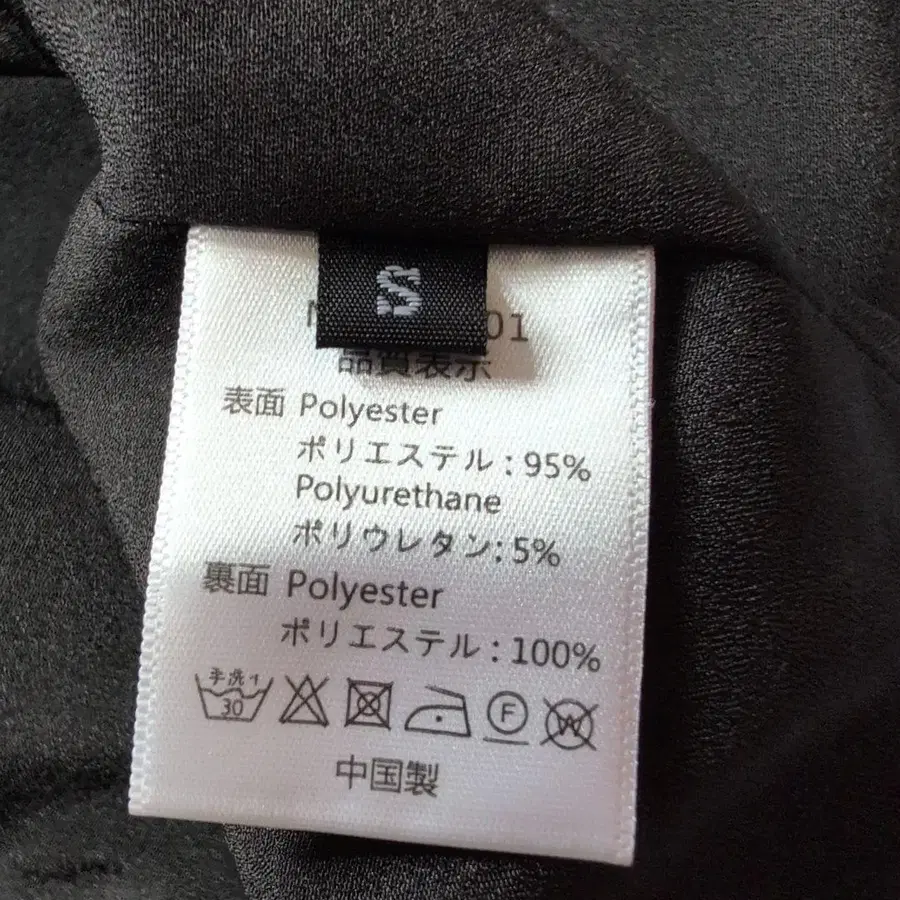 S
01
品質表示
表面 Polyester
ポリエステル : 95%
Polyurethane
ポリウレタン: 5%
裏面 Polyester
ポリエステル : 100%
手洗イ
30
F
W
中国製